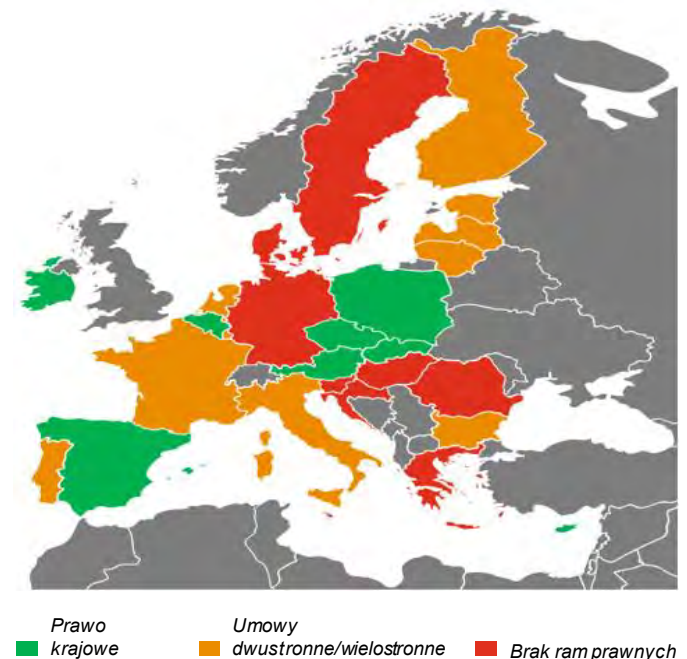 Prawo
krajowe
Umowy
dwustronne/wielostronne
Brak ram prawnych